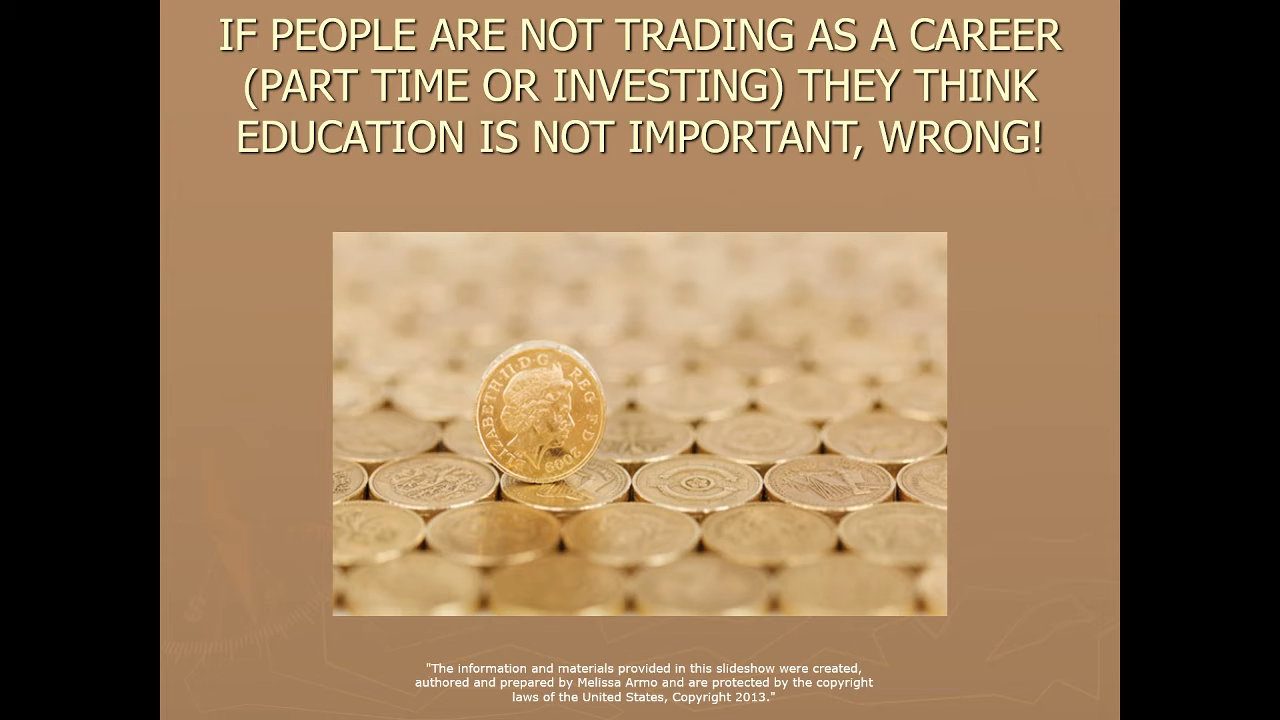 IF PEOPLE ARE NOT TRADING AS A CAREER
(PART TIME OR INVESTING) THEY THINK
EDUCATION IS NOT IMPORTANT, WRONG!
ELIZABETH·II·D·G REG·F·D 2009
"The information and materials provided in this slideshow were created,
authored and prepared by Melissa Armo and are protected by the copyright
laws of the United States, Copyright 2013."